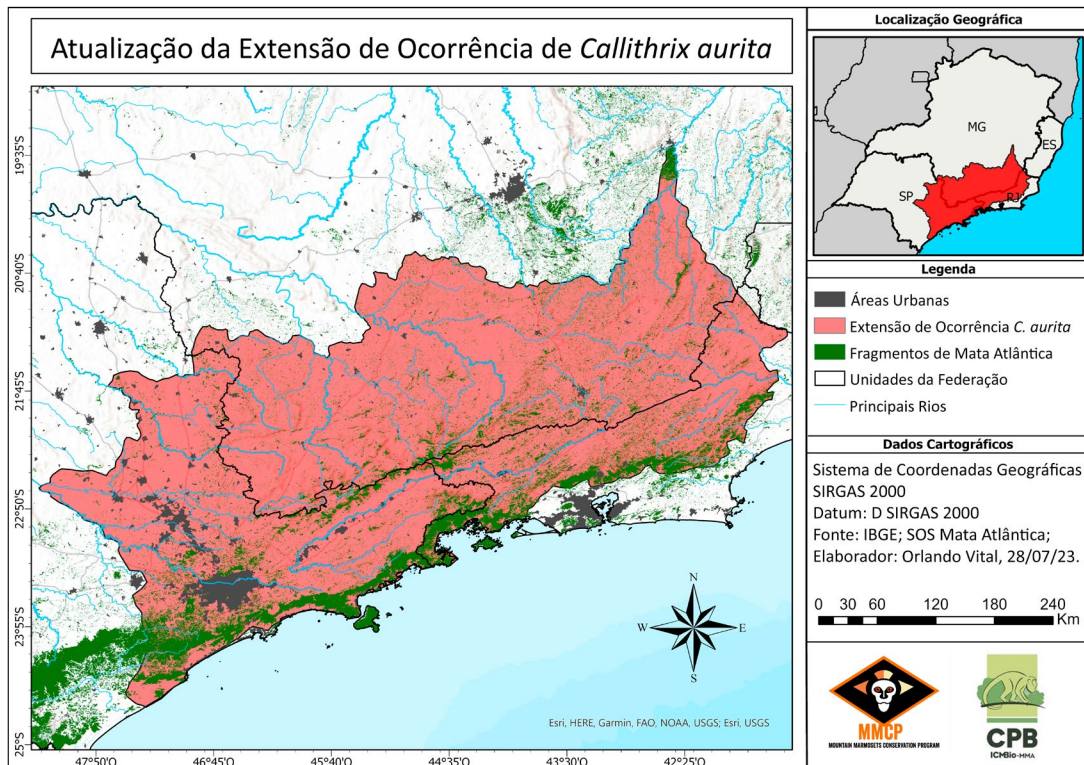 Atualização da Extensão de Ocorrência de Callithrix aurita
19°35'S
20°40'S
21°45'S
22°50'S
23°55'S
25°S
47°50'O
46°45'O
45°40'O
44°35'O
43°30'O
42°25'O
N
W
E
S
Esri, HERE, Garmin, FAO, NOAA, USGS; Esri, USGS
Localização Geográfica
MG
ES
SP
RJ
Legenda
Áreas Urbanas
Extensão de Ocorrência C. aurita
Fragmentos de Mata Atlântica
Unidades da Federação
Principais Rios
Dados Cartográficos
Sistema de Coordenadas Geográficas
SIRGAS 2000
Datum: D SIRGAS 2000
Fonte: IBGE; SOS Mata Atlântica;
Elaborador: Orlando Vital, 28/07/23.
0 30 60 120 180 240
Km
MMCP
MOUNTAIN MARMOSETS CONSERVATION PROGRAM
CPB
ICMBio-MMA